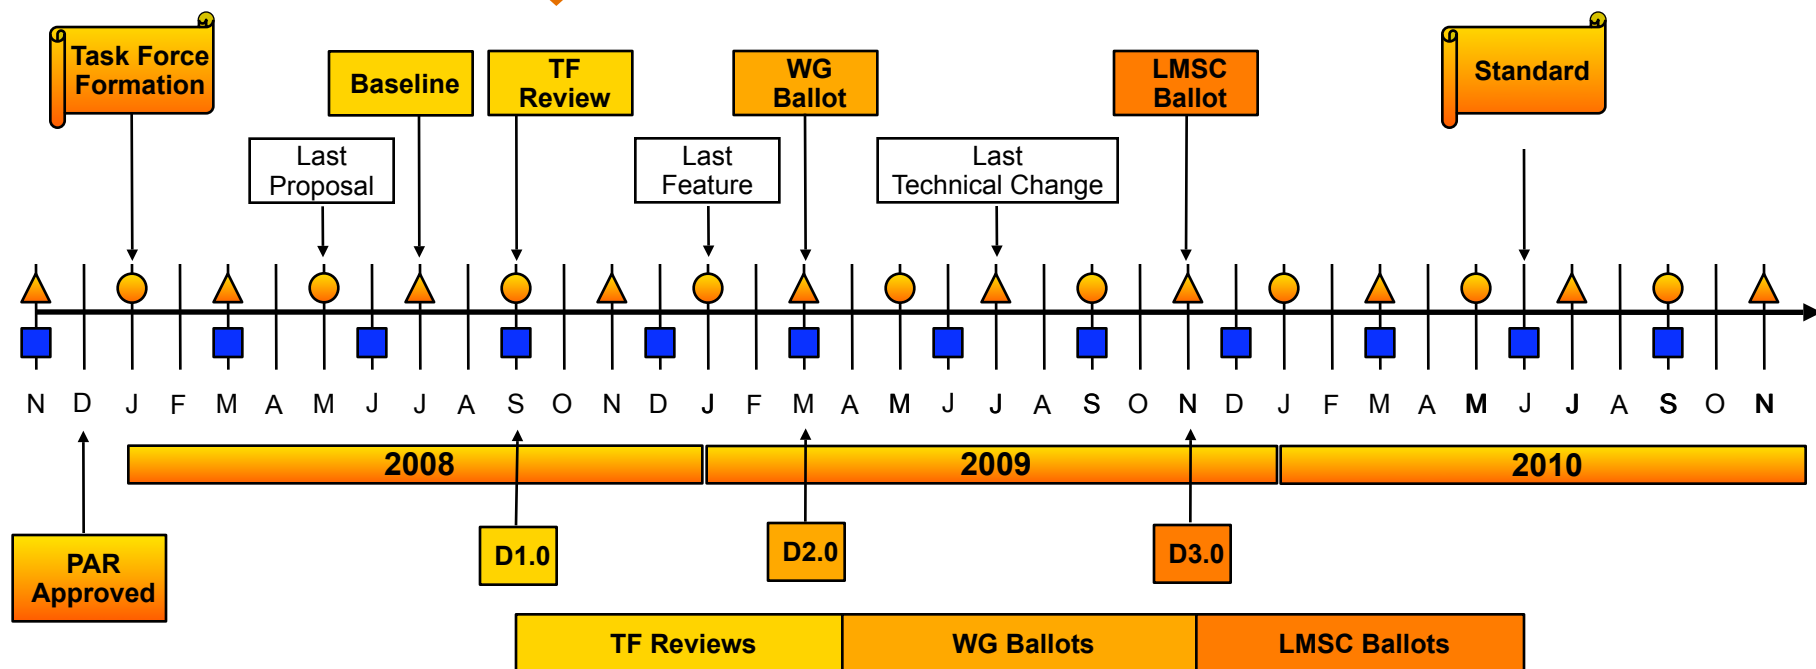 Task Force
Formation
Baseline
TF
Review
WG
Ballot
LMSC
Ballot
Standard
Last
Proposal
Last
Feature
Last
Technical Change
N D J F M A M J J A S O N D J F M A M J J A S O N D J F M A M J J A S O N
2008 2009 2010
PAR
Approved
D1.0
D2.0
D3.0
TF Reviews WG Ballots LMSC Ballots